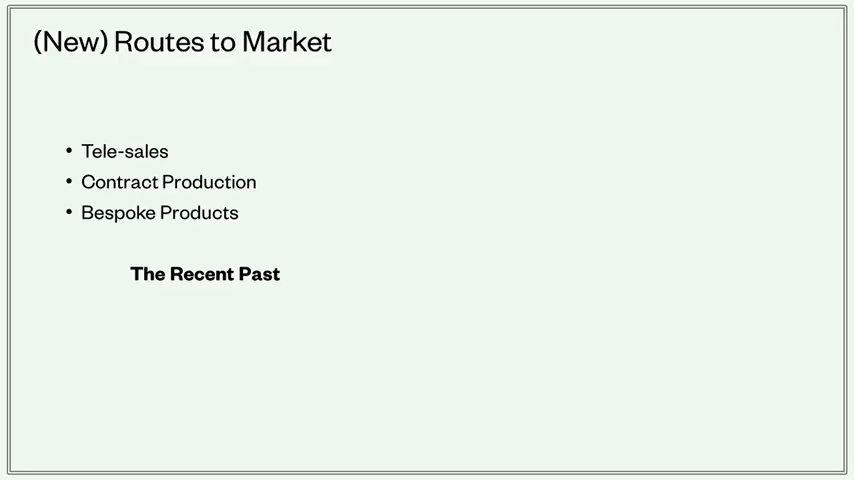 (New) Routes to Market
• Tele-sales
• Contract Production
• Bespoke Products
The Recent Past